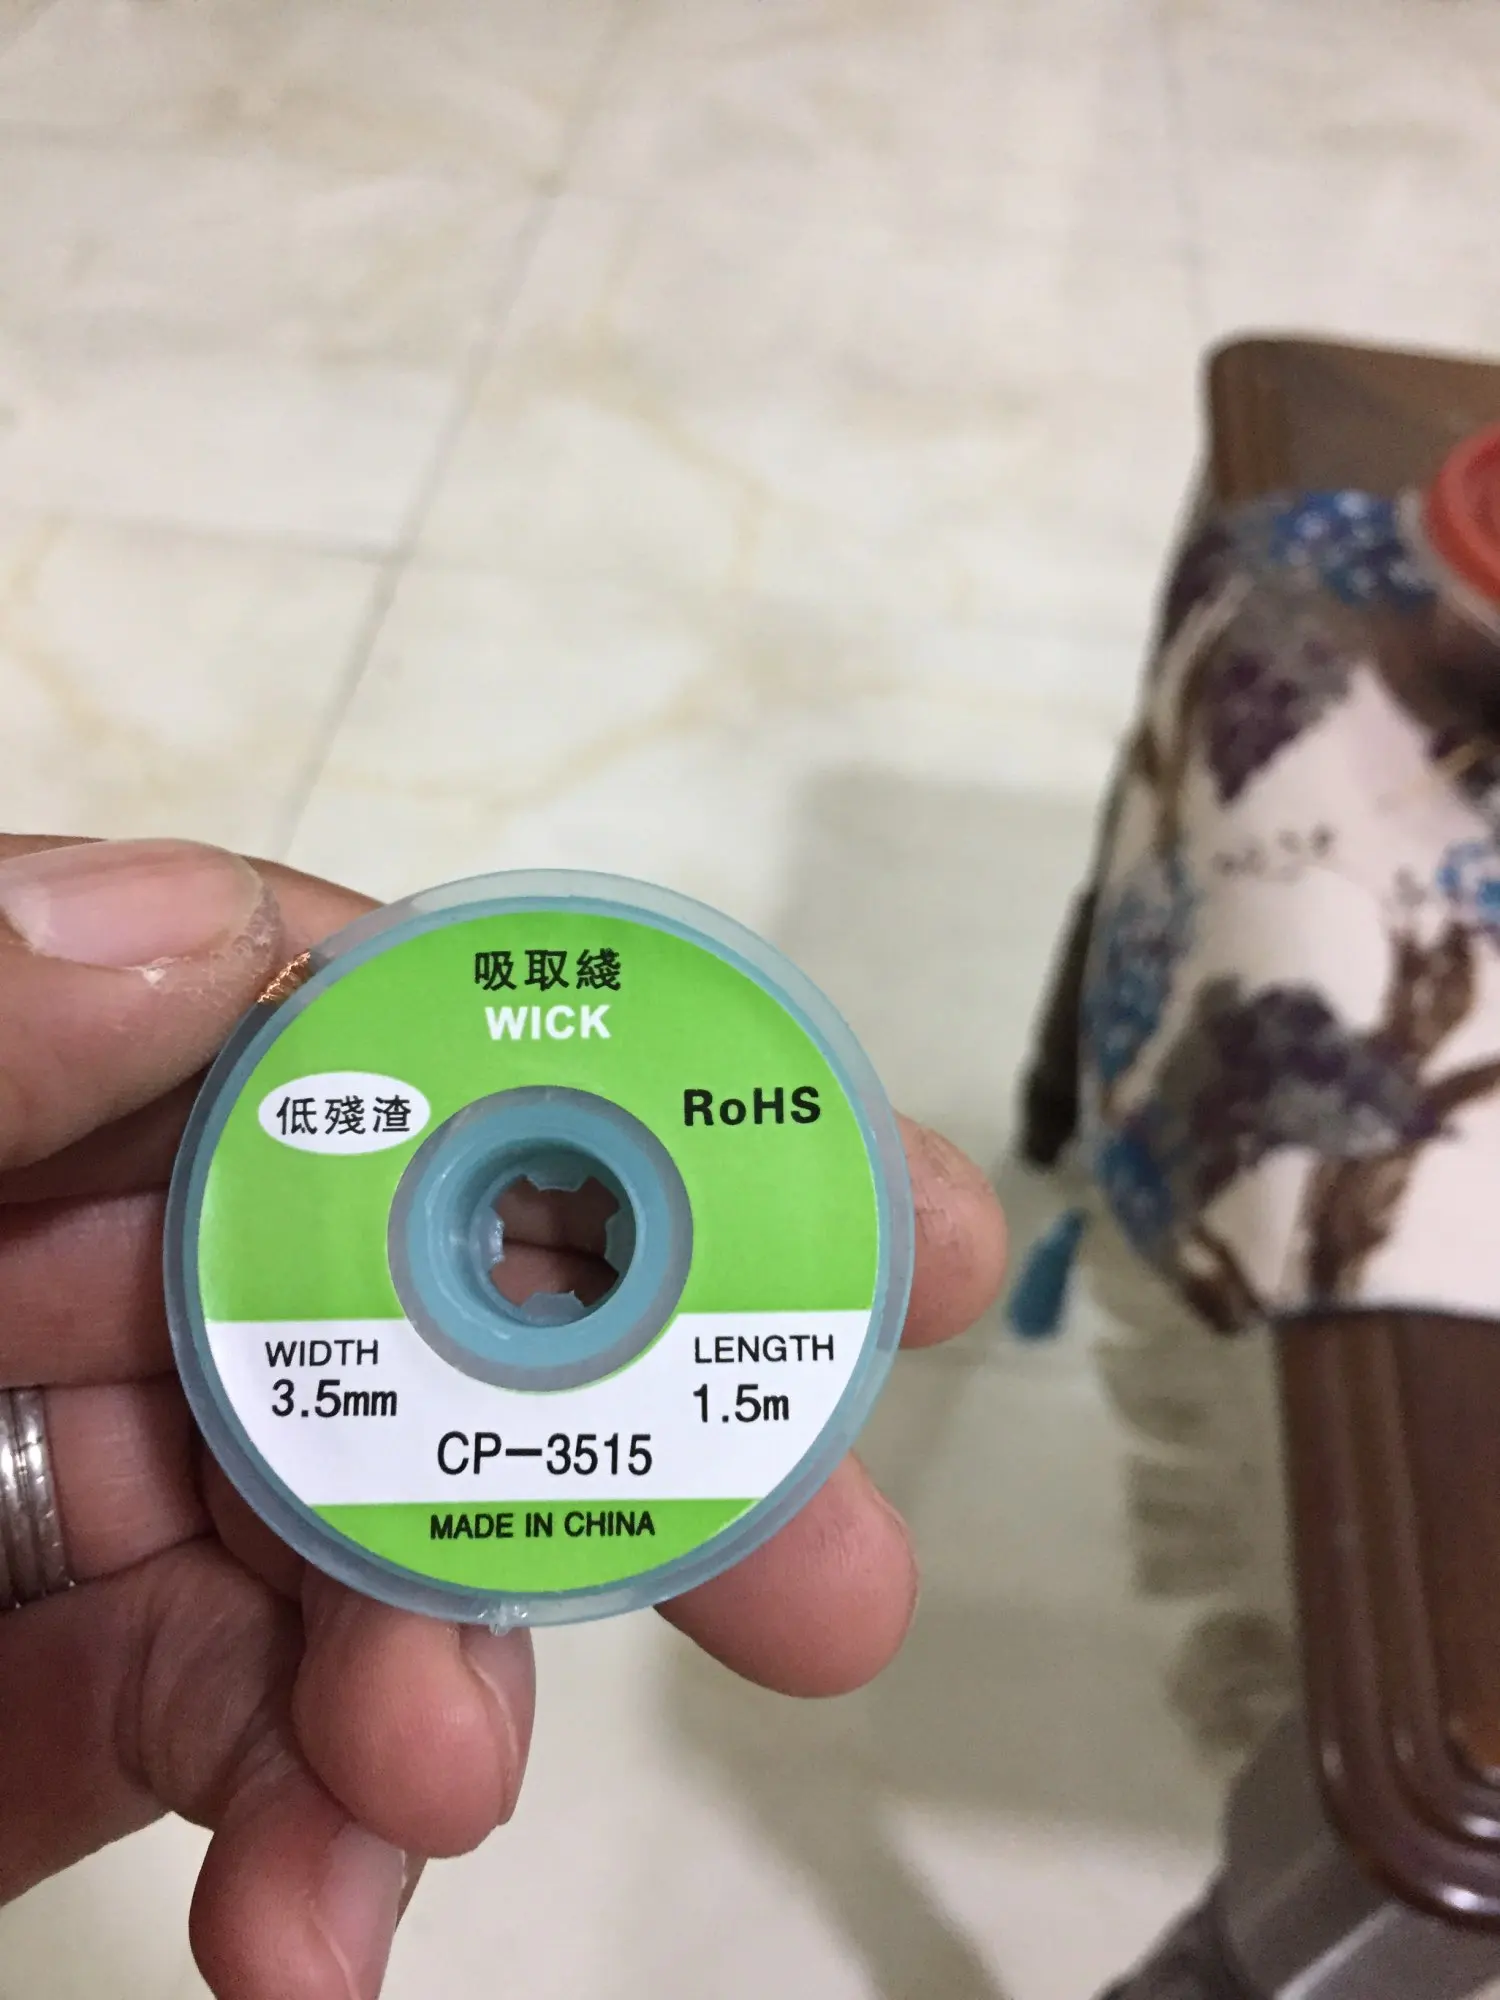 吸取綫
WICK
低殘渣
RoHS
WIDTH
3.5mm
LENGTH
1.5m
CP-3515
MADE IN CHINA